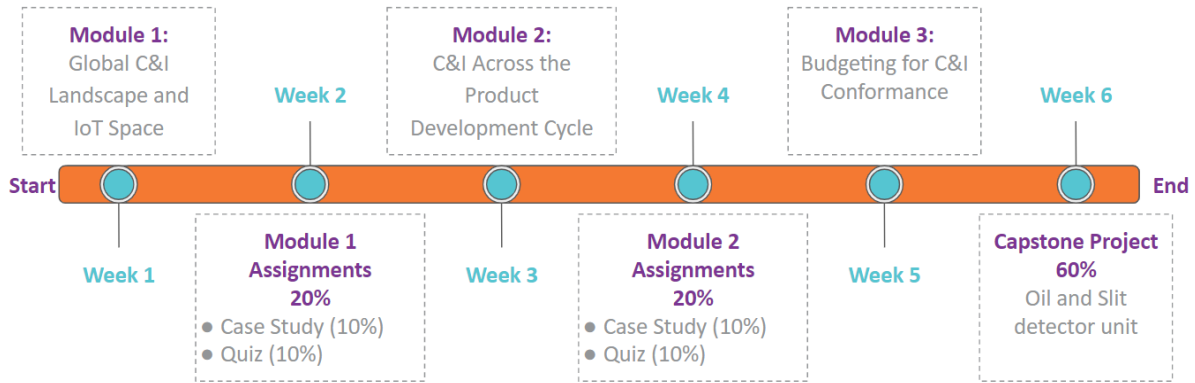 Module 1:
Global C&I
Landscape and
IoT Space
Week 2
Module 2:
C&I Across the
Product
Development Cycle
Week 4
Module 3:
Budgeting for C&I
Conformance
Week 6
Start
End
Week 1
Module 1
Assignments
20%
● Case Study (10%)
● Quiz (10%)
Week 3
Module 2
Assignments
20%
● Case Study (10%)
● Quiz (10%)
Week 5
Capstone Project
60%
Oil and Slit
detector unit